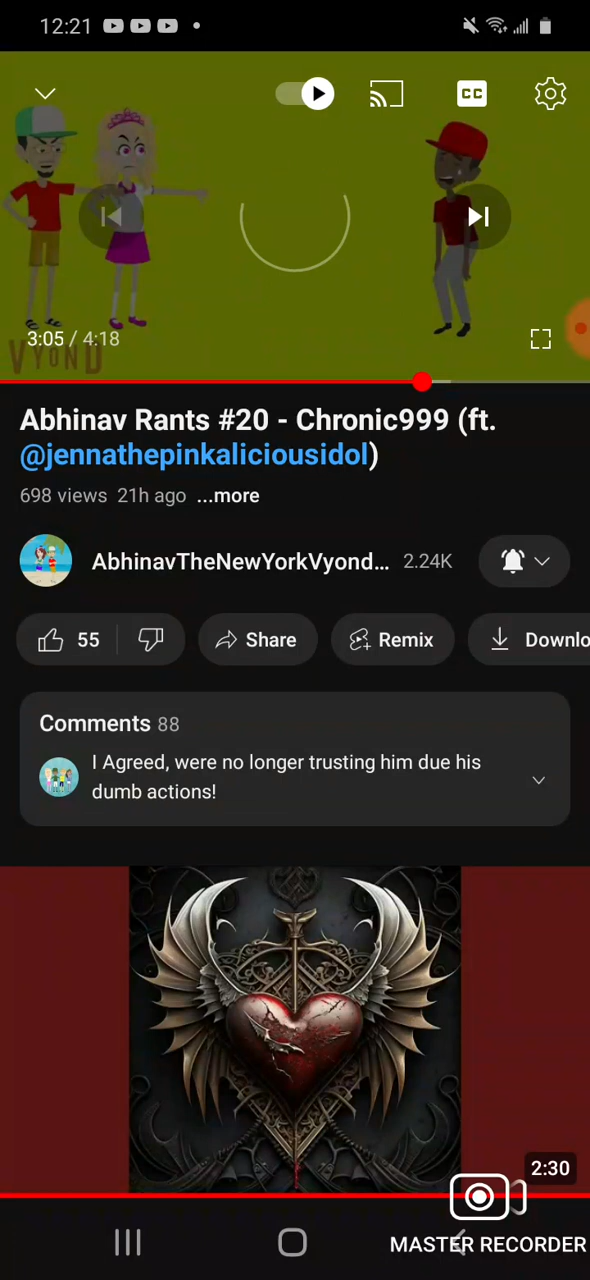 12:21
CC
3:05 / 4:18
VYOND
Abhinav Rants #20 - Chronic999 (ft.
@jennathepinkaliciousidol)
698 views 21h ago ...more
AbhinavTheNewYorkVyond... 2.24K
55
Share
Remix
Downlo
Comments 88
I Agreed, were no longer trusting him due his
dumb actions!
2:30
MASTER RECORDER